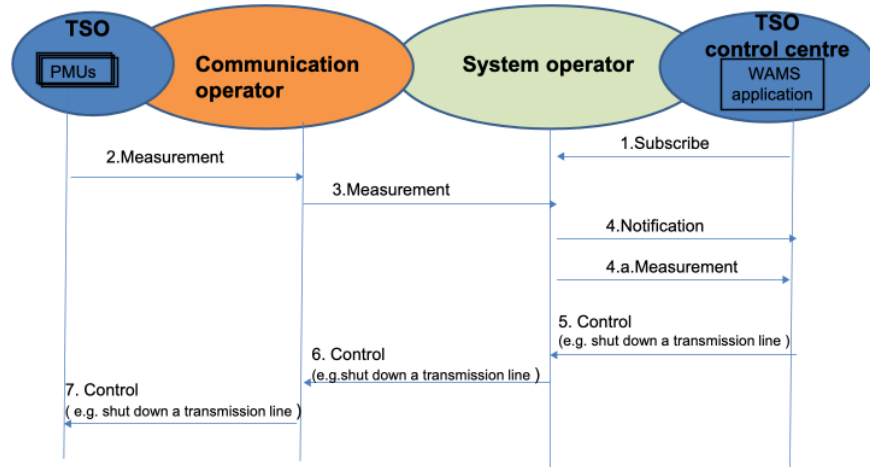 TSO
PMUs
Communication
operator
System operator
TSO
control centre
WAMS
application
1.Subscribe
2.Measurement
3.Measurement
4.Notification
4.a.Measurement
5. Control
(e.g. shut down a transmission line )
6. Control
(e.g.shut down a transmission line )
7. Control
( e.g. shut down a transmission line )